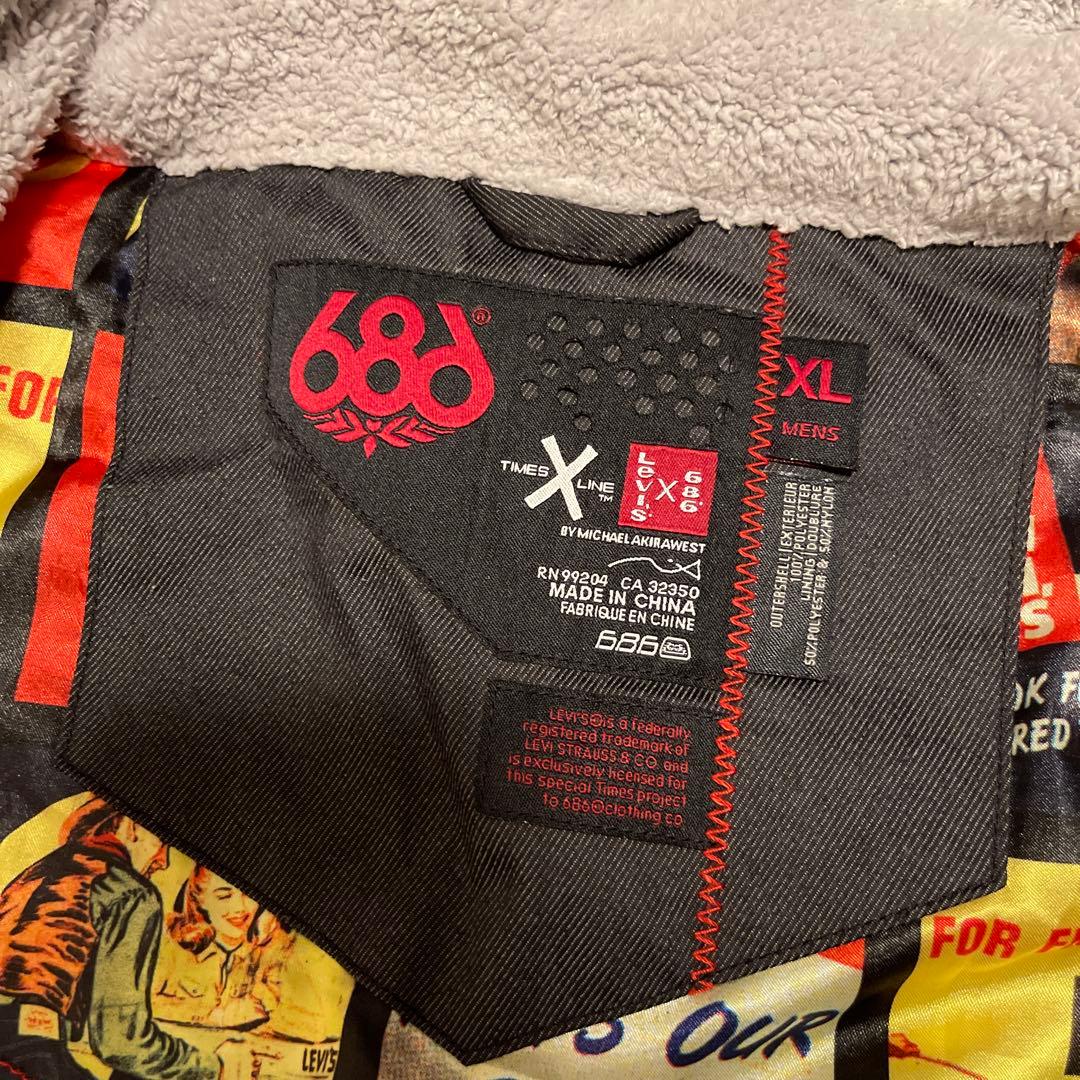 686®
TIMES X LINE™
Levi's X 686
BY MICHAEL AKIRA WEST
RN 99204 CA 32350
MADE IN CHINA
FABRIQUE EN CHINE
686
XL
MENS
OUTERSHELL|EXTERIEUR
100%POLYESTER
LINING|DOUBLURE
50%POLYESTER & 50%NYLON
LEVI'S® is a federally
registered trademark of
LEVI STRAUSS & CO. and
is exclusively licensed for
this special Times project
to 686®clothing co
FOR
FOR
OUR
LEVI'S
RED